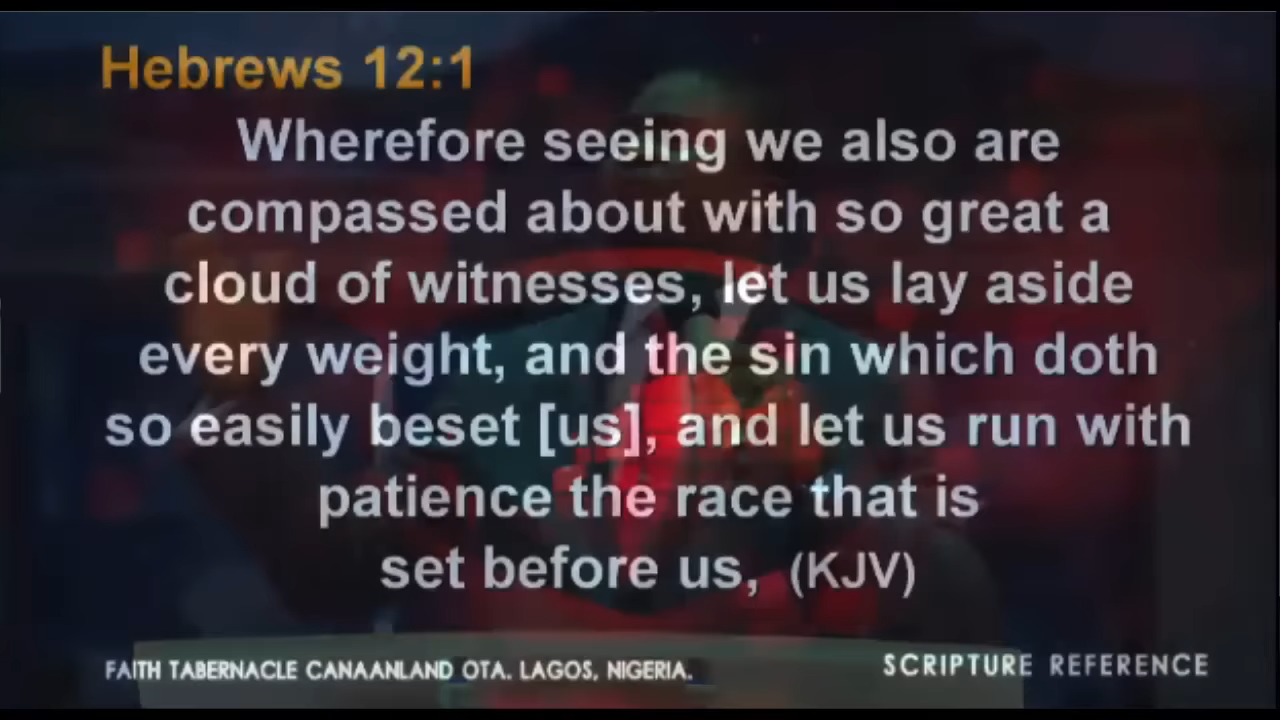 Hebrews 12:1
Wherefore seeing we also are
compassed about with so great a
cloud of witnesses, let us lay aside
every weight, and the sin which doth
so easily beset [us], and let us run with
patience the race that is
set before us, (KJV)
FAITH TABERNACLE CANAANLAND OTA. LAGOS, NIGERIA.
SCRIPTURE REFERENCE